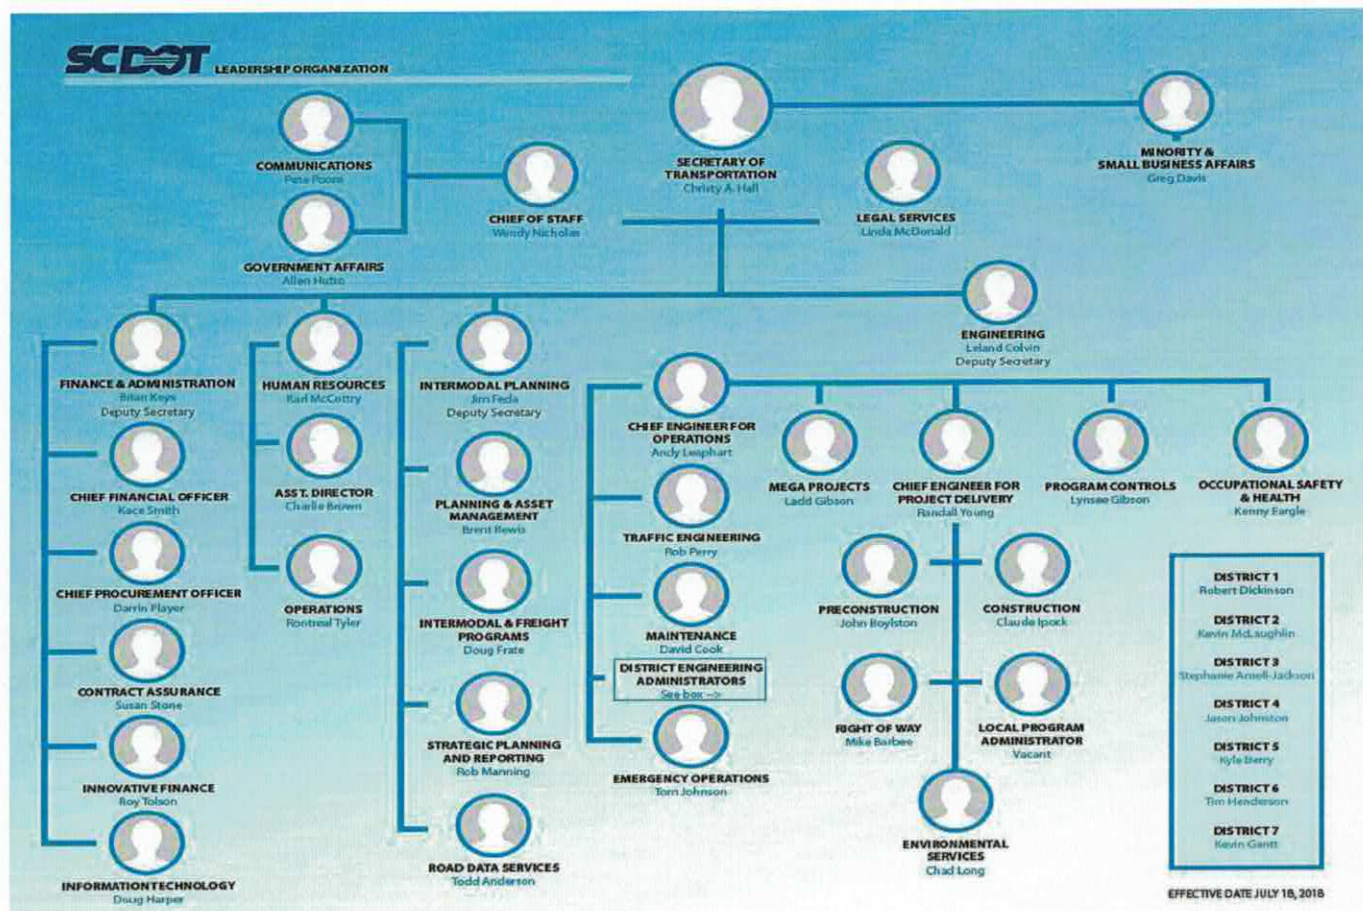 SCDOT LEADERSHIP ORGANIZATION
COMMUNICATIONS
Pete Poore
GOVERNMENT AFFAIRS
Allen Hutto
CHIEF OF STAFF
Wendy Nicholas
SECRETARY OF
TRANSPORTATION
Christy A. Hall
LEGAL SERVICES
Linda McDonald
MINORITY &
SMALL BUSINESS AFFAIRS
Greg Davis
ENGINEERING
Leland Colvin
Deputy Secretary
FINANCE & ADMINISTRATION
Brian Keys
Deputy Secretary
CHIEF FINANCIAL OFFICER
Kace Smith
CHIEF PROCUREMENT OFFICER
Darrin Player
CONTRACT ASSURANCE
Susan Stone
INNOVATIVE FINANCE
Roy Tolson
INFORMATION TECHNOLOGY
Doug Harper
HUMAN RESOURCES
Karl McCottry
ASST. DIRECTOR
Charlie Brown
OPERATIONS
Rontreal Tyler
INTERMODAL PLANNING
Jim Feda
Deputy Secretary
PLANNING & ASSET
MANAGEMENT
Brent Rewis
INTERMODAL & FREIGHT
PROGRAMS
Doug Frate
STRATEGIC PLANNING
AND REPORTING
Rob Manning
ROAD DATA SERVICES
Todd Anderson
CHIEF ENGINEER FOR
OPERATIONS
Andy Leaphart
TRAFFIC ENGINEERING
Rob Perry
MAINTENANCE
David Cook
DISTRICT ENGINEERING
ADMINISTRATORS
See box -->
EMERGENCY OPERATIONS
Tom Johnson
MEGA PROJECTS
Ladd Gibson
CHIEF ENGINEER FOR
PROJECT DELIVERY
Randall Young
PROGRAM CONTROLS
Lynsee Gibson
OCCUPATIONAL SAFETY
& HEALTH
Kenny Eargle
PRECONSTRUCTION
John Boylston
CONSTRUCTION
Claude Ipock
RIGHT OF WAY
Mike Barbee
LOCAL PROGRAM
ADMINISTRATOR
Vacant
ENVIRONMENTAL
SERVICES
Chad Long
DISTRICT 1
Robert Dickinson
DISTRICT 2
Kevin McLaughlin
DISTRICT 3
Stephanie Ameli-Jackson
DISTRICT 4
Jason Johnston
DISTRICT 5
Kyle Berry
DISTRICT 6
Tim Henderson
DISTRICT 7
Kevin Gantt
EFFECTIVE DATE JULY 18, 2018